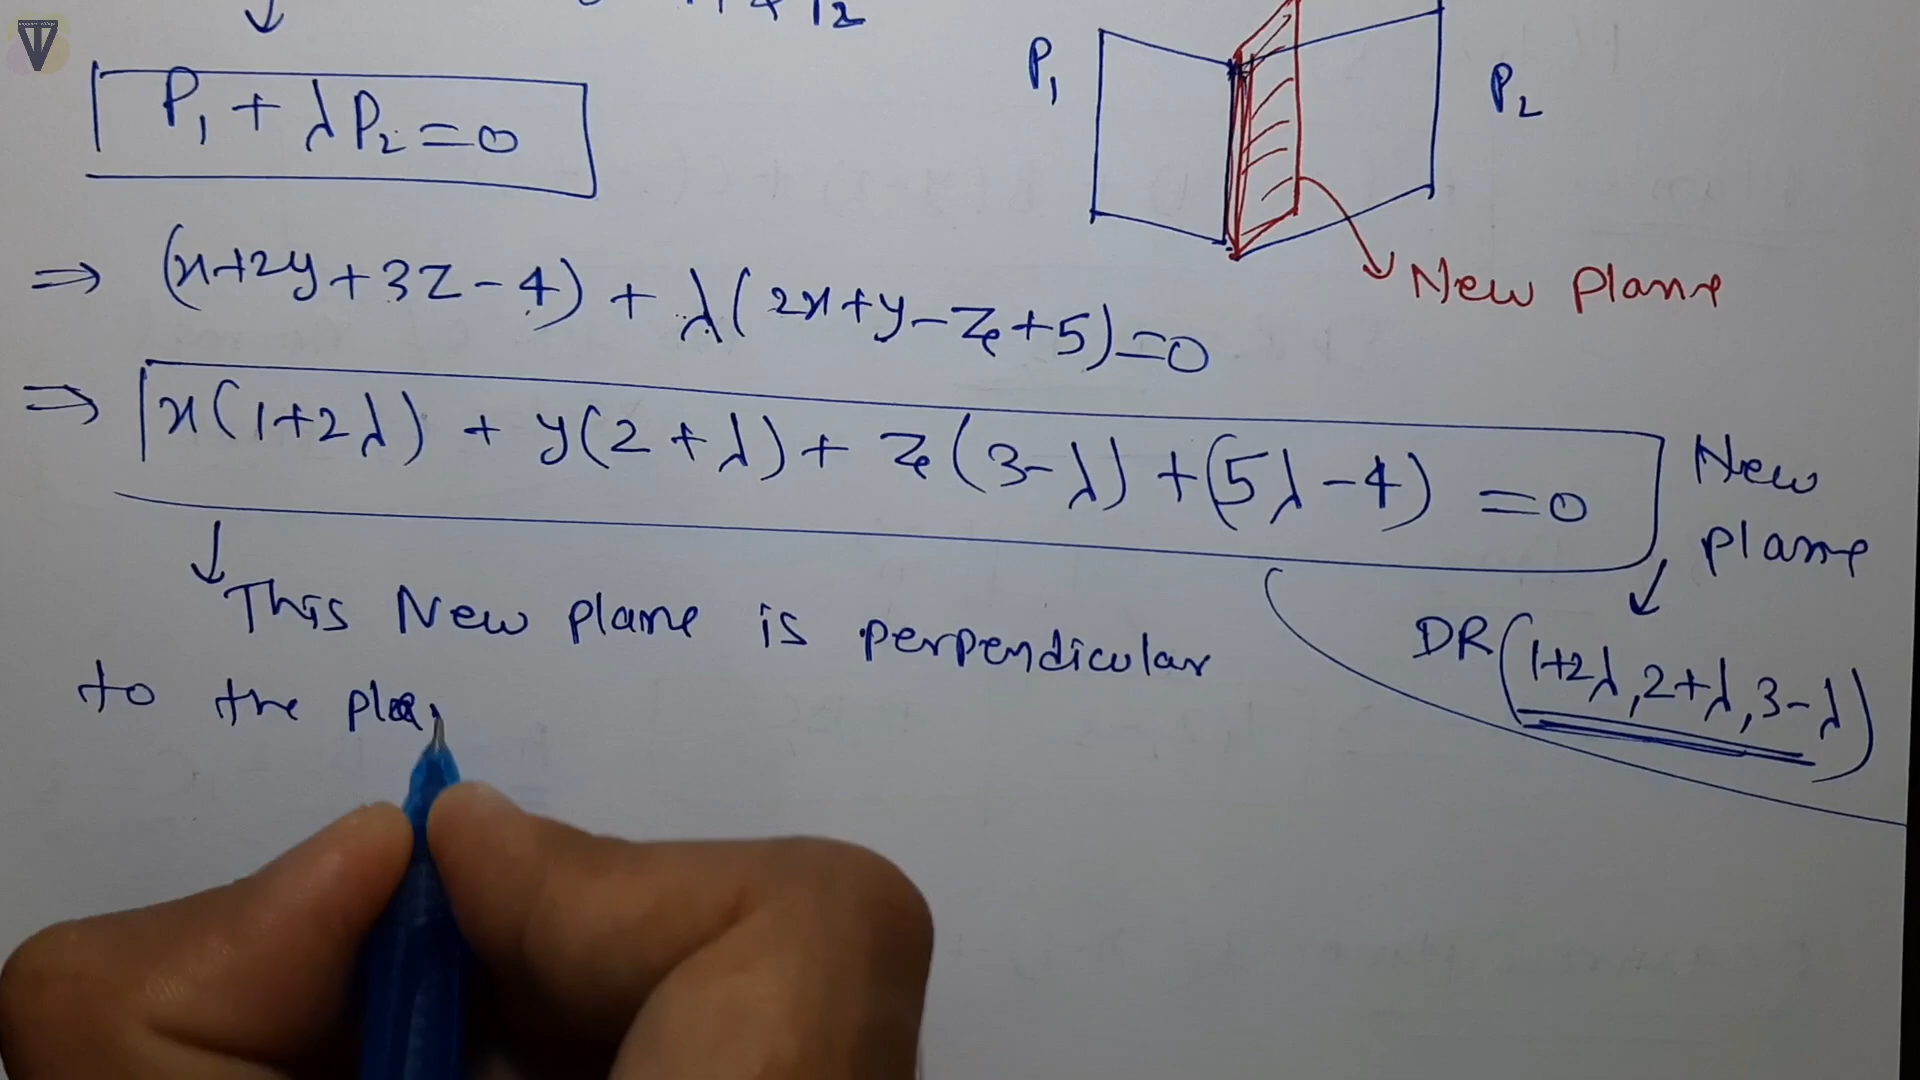 P₁ + λP₂ = 0
P₁
P₂
New plane
⇒ (x+2y+3z-4) + λ(2x+y-z+5)=0
⇒ x(1+2λ) + y(2+λ) + z(3-λ) + (5λ-4) = 0
New
plane
DR(1+2λ, 2+λ, 3-λ)
↓ This New plane is perpendicular
to the plan